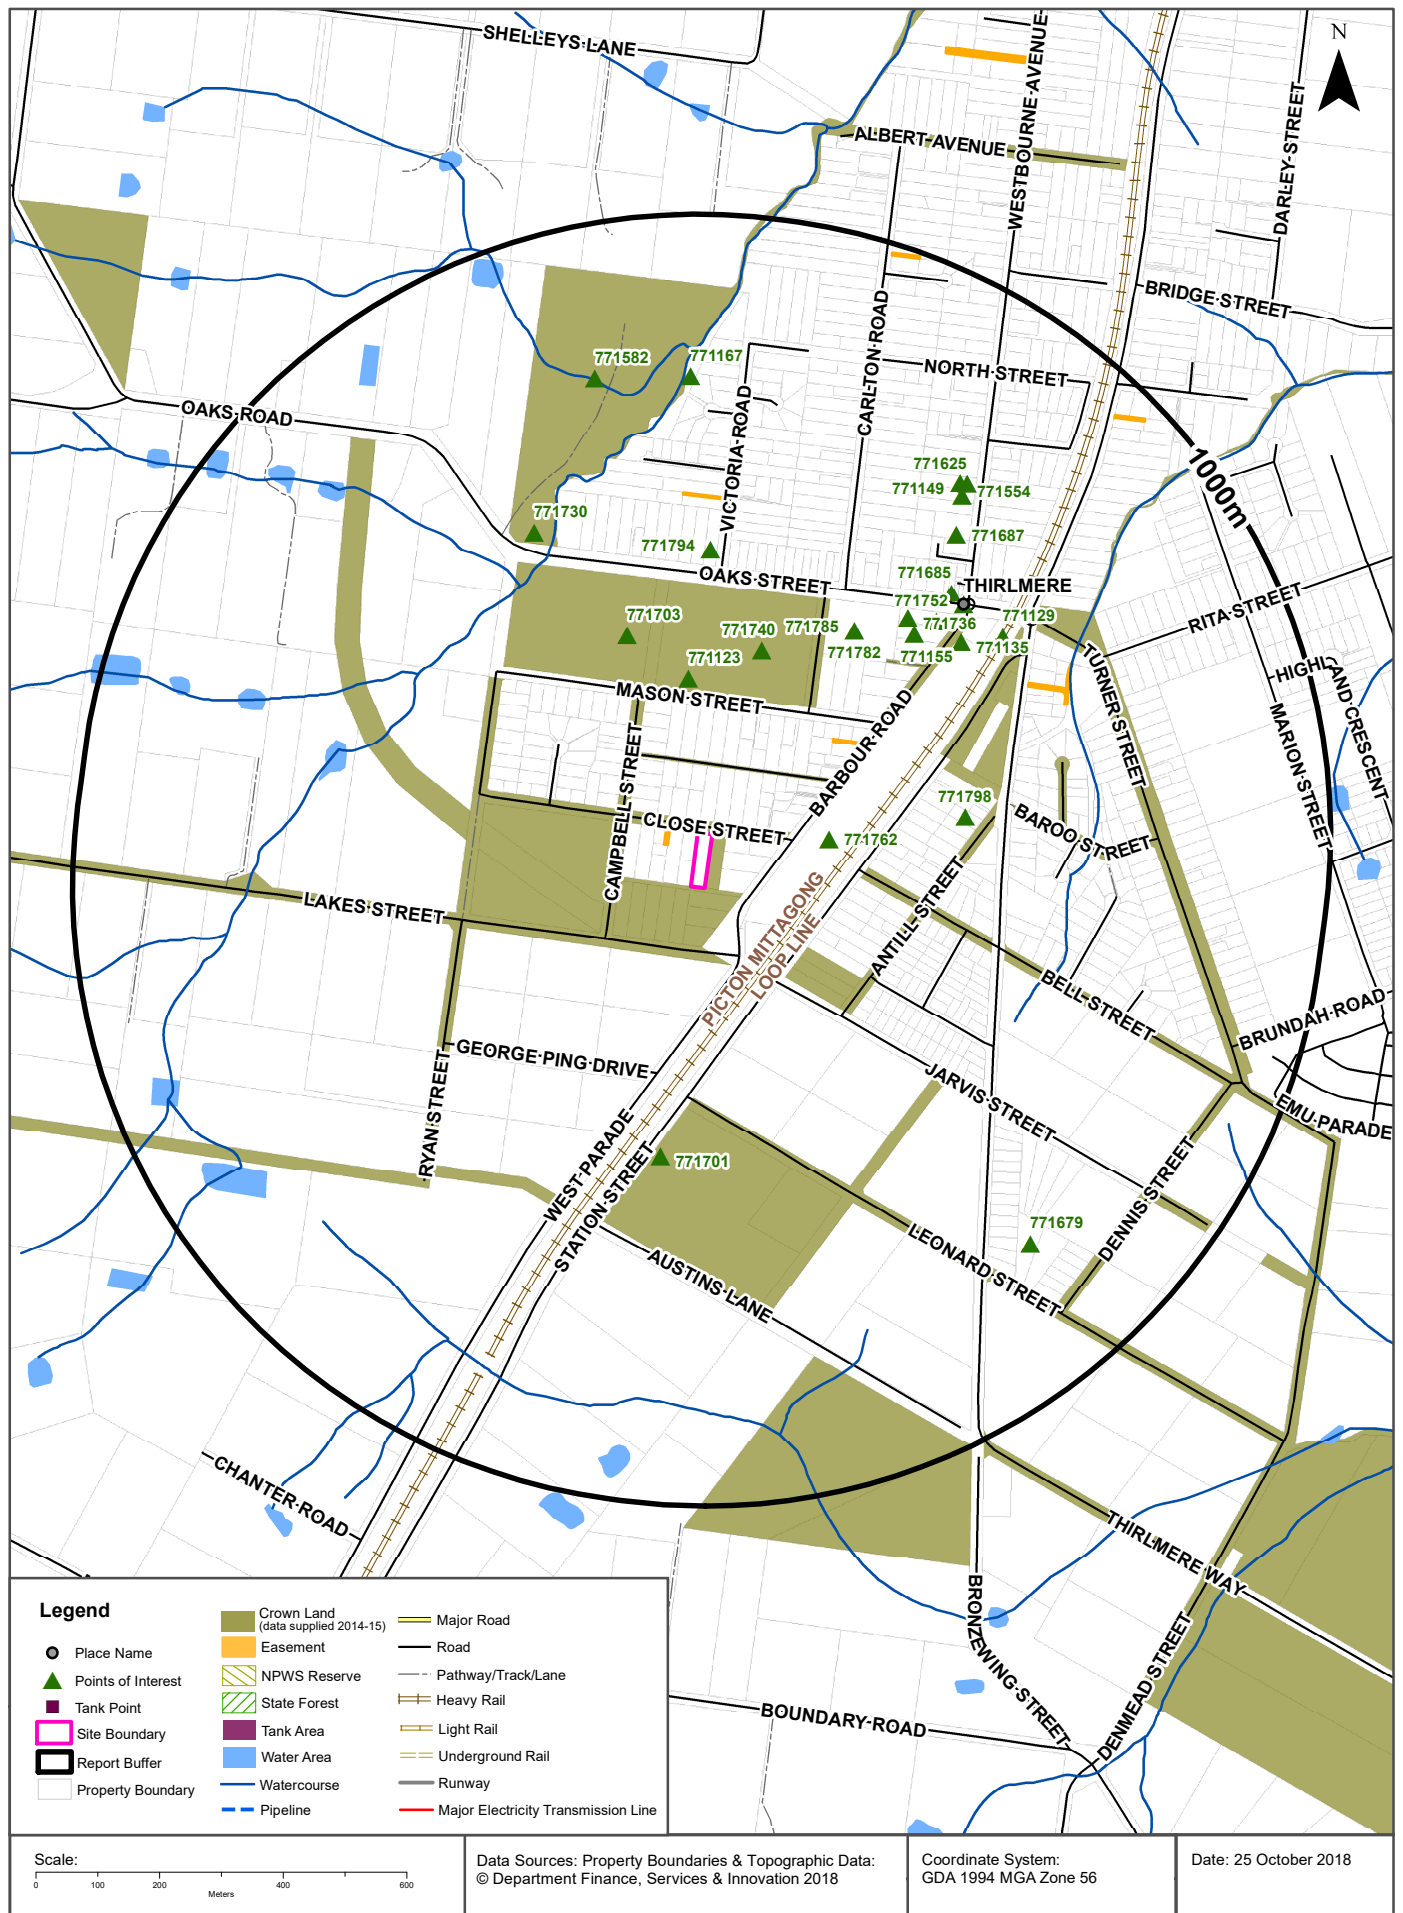 N
SHELLEYS LANE
WESTBOURNE AVENUE
DARLEY STREET
ALBERT AVENUE
BRIDGE STREET
CARLTON ROAD
771582
771167
NORTH STREET
VICTORIA ROAD
OAKS ROAD
1000m
771625
771149
771554
771730
771687
771794
771685
OAKS STREET
THIRLMERE
771752
771703
771740
771785
771736
771129
RITA STREET
771782
771155
771135
771123
TURNER STREET
HIGHLAND CRESCENT
MASON STREET
BARBOUR ROAD
MARION STREET
CAMPBELL STREET
771798
CLOSE STREET
771762
BAROO STREET
LAKES STREET
PICTON MITTAGONG
LOOP LINE
ANTILL STREET
BELL STREET
BRUNDAH ROAD
GEORGE PING DRIVE
RYAN STREET
JARVIS STREET
EMU PARADE
WEST PARADE
STATION STREET
771701
DENNIS STREET
771679
LEONARD STREET
AUSTINS LANE
CHANTER ROAD
THIRLMERE WAY
BRONZEWING STREET
DENMEAD STREET
BOUNDARY ROAD
Legend
Place Name
Points of Interest
Tank Point
Site Boundary
Report Buffer
Property Boundary
Crown Land
(data supplied 2014-15)
Easement
NPWS Reserve
State Forest
Tank Area
Water Area
Watercourse
Pipeline
Major Road
Road
Pathway/Track/Lane
Heavy Rail
Light Rail
Underground Rail
Runway
Major Electricity Transmission Line
Scale:
0 100 200 400 600
Meters
Data Sources: Property Boundaries & Topographic Data:
© Department Finance, Services & Innovation 2018
Coordinate System:
GDA 1994 MGA Zone 56
Date: 25 October 2018